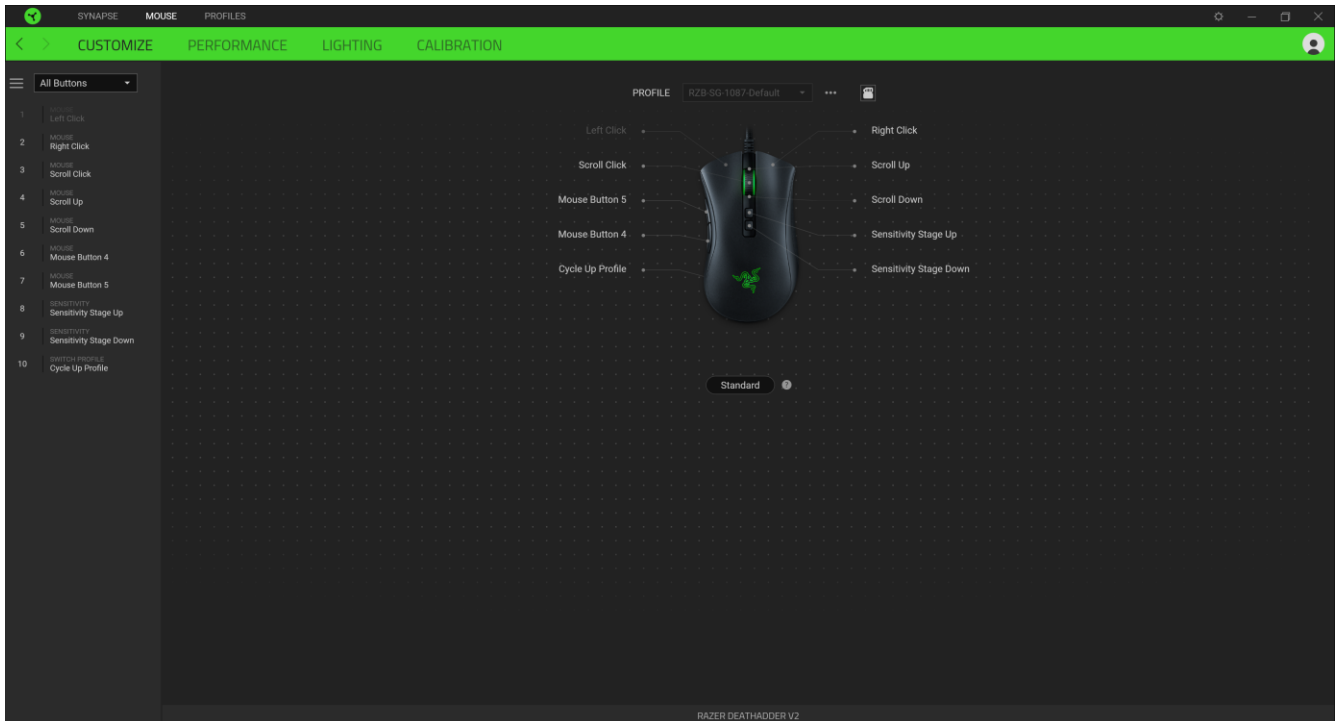 SYNAPSE MOUSE PROFILES
CUSTOMIZE PERFORMANCE LIGHTING CALIBRATION
All Buttons
PROFILE RZB-SG-1087-Default
1 MOUSE
Left Click
2 MOUSE
Right Click
3 MOUSE
Scroll Click
4 MOUSE
Scroll Up
5 MOUSE
Scroll Down
6 MOUSE
Mouse Button 4
7 MOUSE
Mouse Button 5
8 SENSITIVITY
Sensitivity Stage Up
9 SENSITIVITY
Sensitivity Stage Down
10 SWITCH PROFILE
Cycle Up Profile
Left Click Right Click
Scroll Click Scroll Up
Mouse Button 5 Scroll Down
Mouse Button 4 Sensitivity Stage Up
Cycle Up Profile Sensitivity Stage Down
Standard ?
RAZER DEATHADDER V2